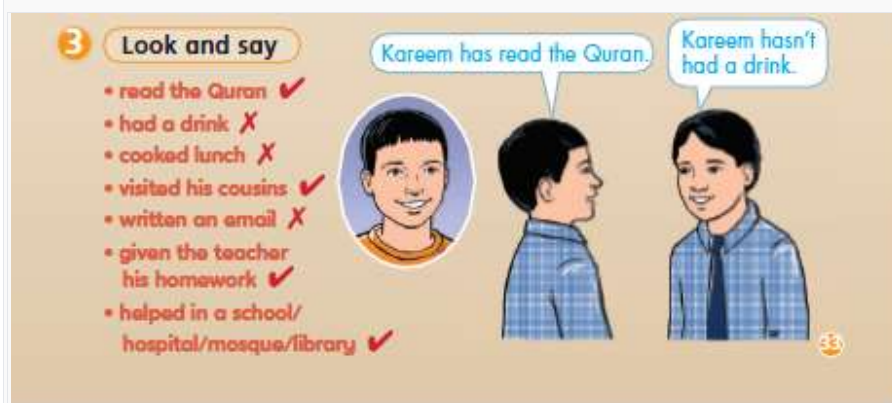 3 Look and say
• read the Quran ✔
• had a drink ✗
• cooked lunch ✗
• visited his cousins ✔
• written an email ✗
• given the teacher
his homework ✔
• helped in a school/
hospital/mosque/library ✔
Kareem has read the Quran.
Kareem hasn't
had a drink.
33